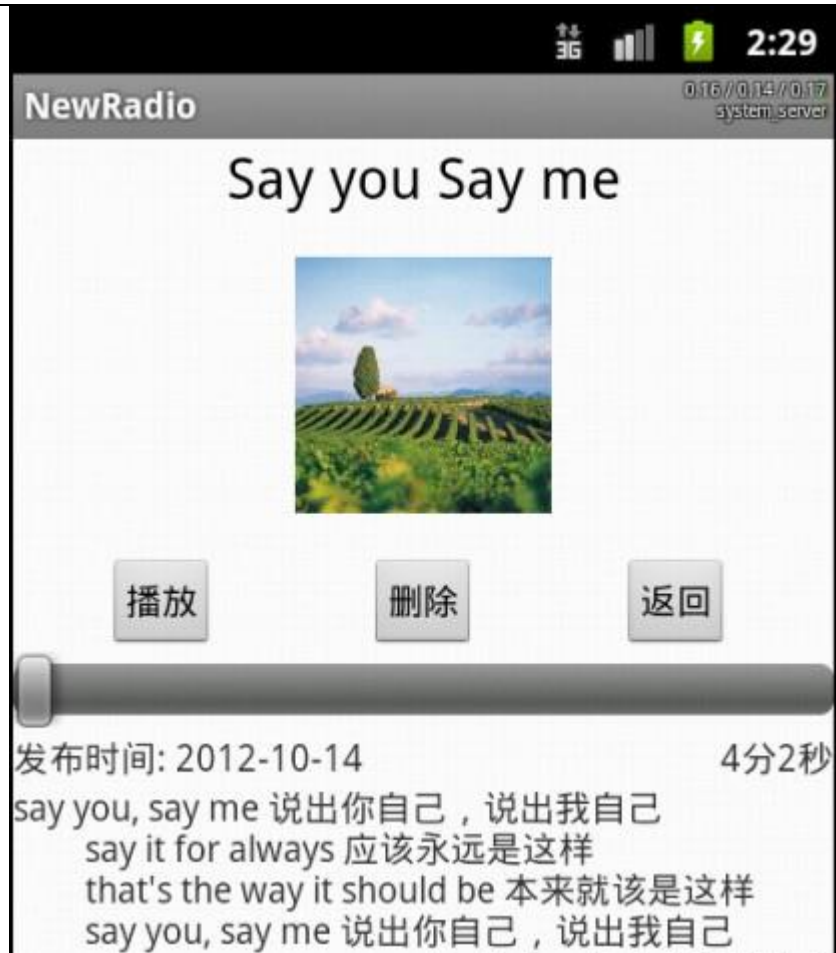 3G 2:29
NewRadio
0.16 / 0.14 / 0.17
system_server
Say you Say me
播放 删除 返回
发布时间: 2012-10-14 4分2秒
say you, say me 说出你自己，说出我自己
say it for always 应该永远是这样
that's the way it should be 本来就该是这样
say you, say me 说出你自己，说出我自己